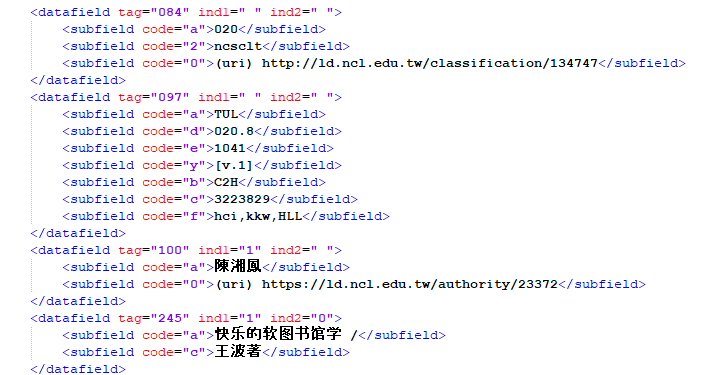 <datafield tag="084" ind1=" " ind2=" ">
<subfield code="a">020</subfield>
<subfield code="2">ncsclt</subfield>
<subfield code="0">(uri) http://ld.ncl.edu.tw/classification/134747</subfield>
</datafield>
<datafield tag="097" ind1=" " ind2=" ">
<subfield code="a">TUL</subfield>
<subfield code="d">020.8</subfield>
<subfield code="e">1041</subfield>
<subfield code="y">[v.1]</subfield>
<subfield code="b">C2H</subfield>
<subfield code="c">3223829</subfield>
<subfield code="f">hci,kkw,HLL</subfield>
</datafield>
<datafield tag="100" ind1="1" ind2=" ">
<subfield code="a">陳湘鳳</subfield>
<subfield code="0">(uri) https://ld.ncl.edu.tw/authority/23372</subfield>
</datafield>
<datafield tag="245" ind1="1" ind2="0">
<subfield code="a">快乐的软图书馆学 /</subfield>
<subfield code="c">王波著</subfield>
</datafield>